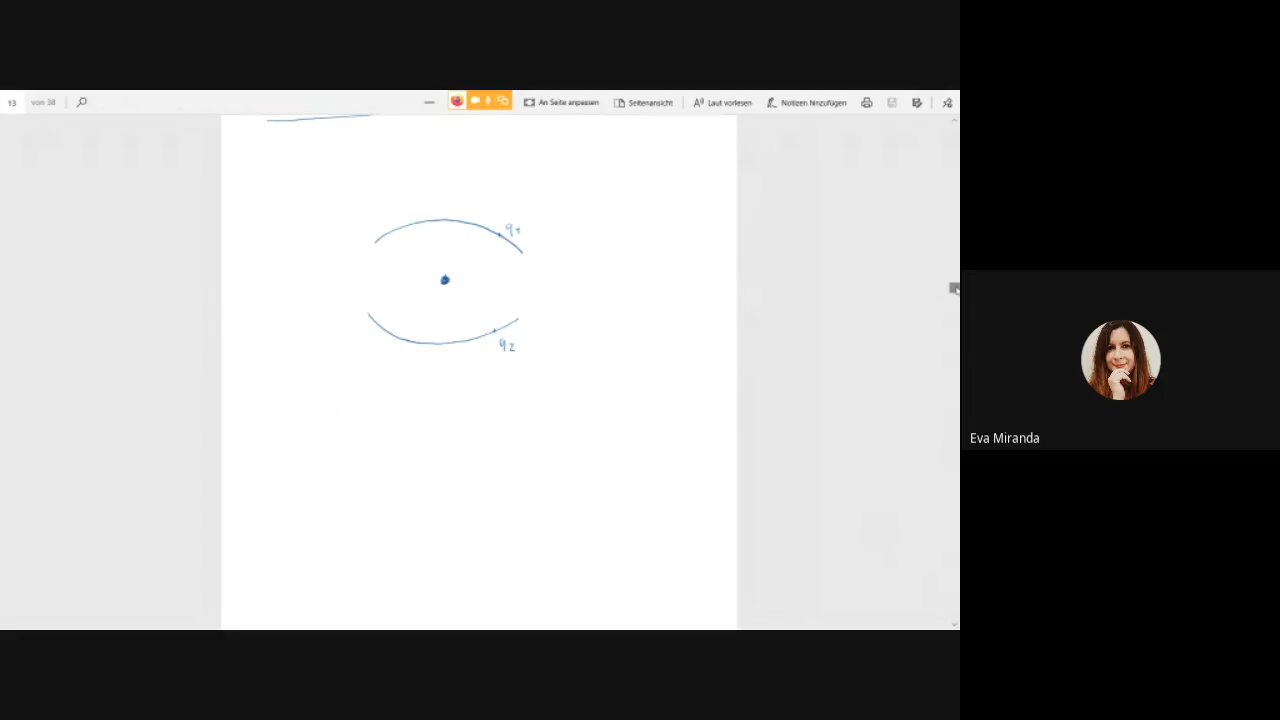 13 von 38 An Seite anpassen Seitenansicht Laut vorlesen Notizen hinzufügen
q1
q2
Eva Miranda